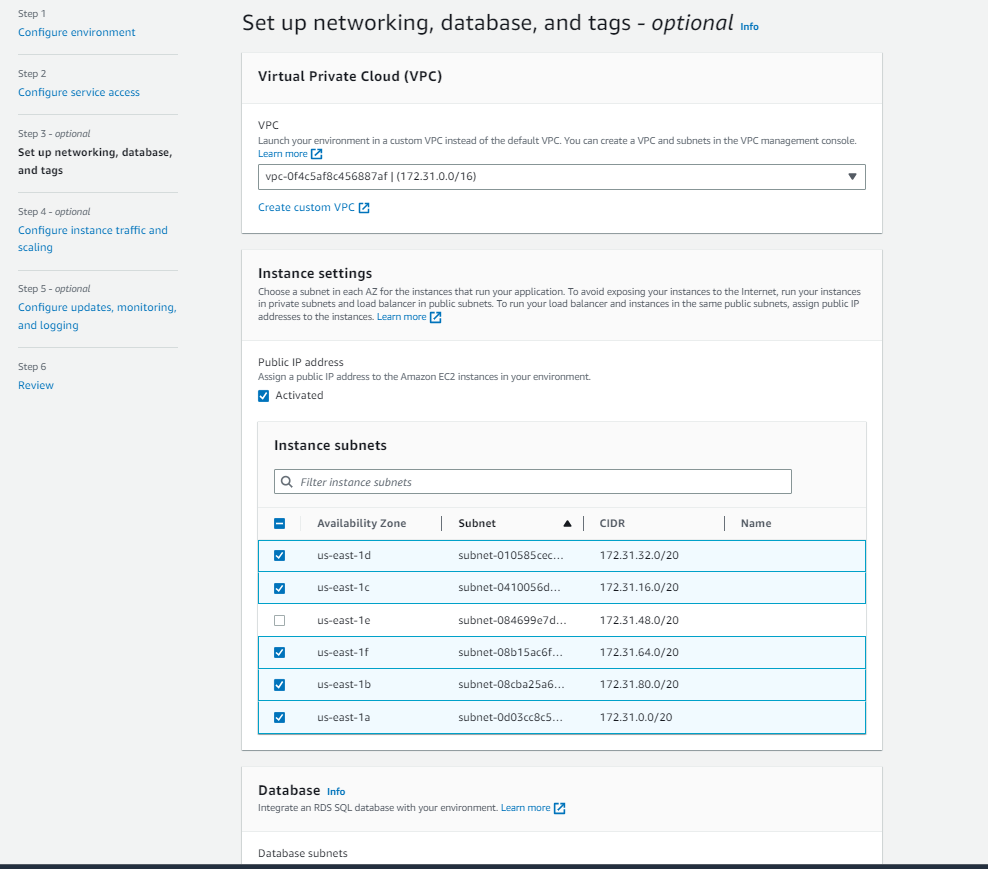 Step 1
Configure environment
Step 2
Configure service access
Step 3 - optional
Set up networking, database,
and tags
Step 4 - optional
Configure instance traffic and
scaling
Step 5 - optional
Configure updates, monitoring,
and logging
Step 6
Review
Set up networking, database, and tags - optional Info
Virtual Private Cloud (VPC)
VPC
Launch your environment in a custom VPC instead of the default VPC. You can create a VPC and subnets in the VPC management console.
Learn more
vpc-0f4c5af8c456887af | (172.31.0.0/16)
Create custom VPC
Instance settings
Choose a subnet in each AZ for the instances that run your application. To avoid exposing your instances to the Internet, run your instances
in private subnets and load balancer in public subnets. To run your load balancer and instances in the same public subnets, assign public IP
addresses to the instances. Learn more
Public IP address
Assign a public IP address to the Amazon EC2 instances in your environment.
Activated
Instance subnets
Filter instance subnets
Availability Zone Subnet CIDR Name
us-east-1d subnet-010585cec... 172.31.32.0/20
us-east-1c subnet-0410056d... 172.31.16.0/20
us-east-1e subnet-084699e7d... 172.31.48.0/20
us-east-1f subnet-08b15ac6f... 172.31.64.0/20
us-east-1b subnet-08cba25a6... 172.31.80.0/20
us-east-1a subnet-0d03cc8c5... 172.31.0.0/20
Database Info
Integrate an RDS SQL database with your environment. Learn more
Database subnets